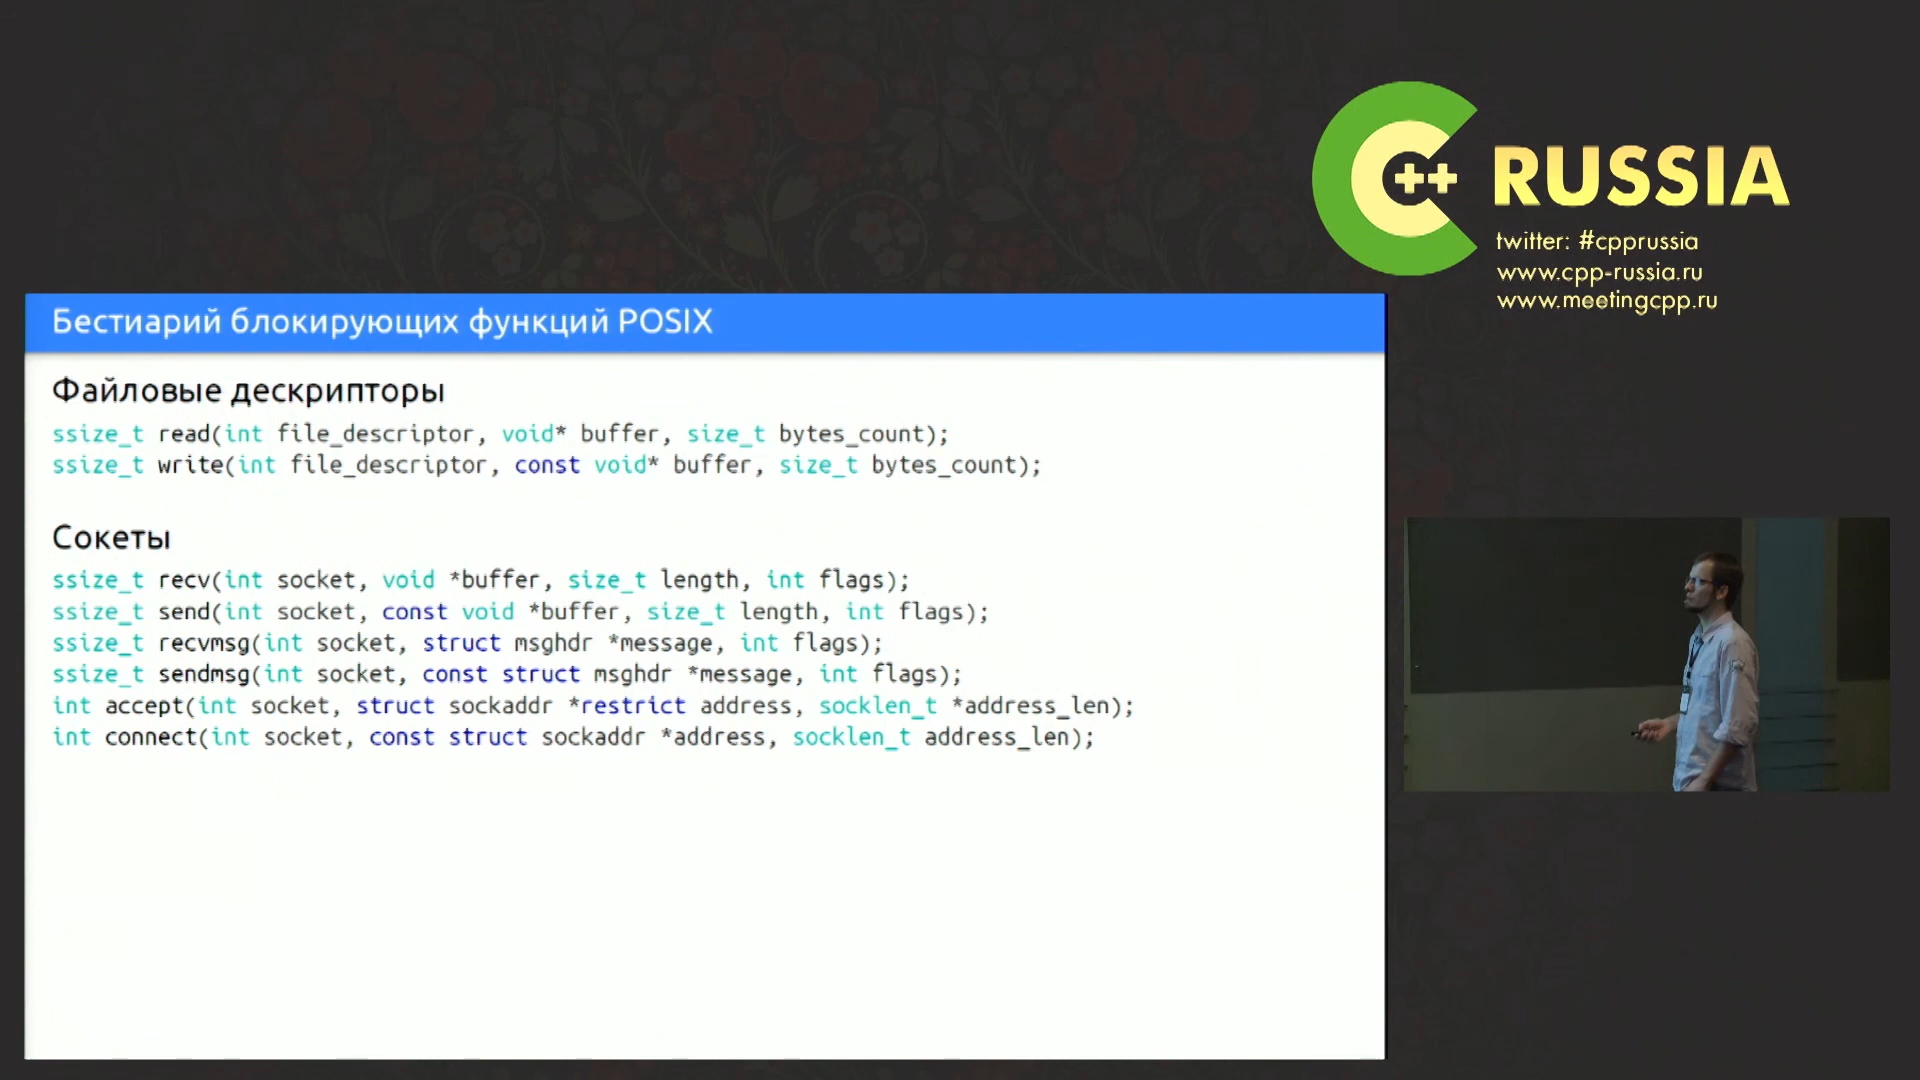 ++ RUSSIA
twitter: #cpprussia
www.cpp-russia.ru
www.meetingcpp.ru
Бестиарий блокирующих функций POSIX
Файловые дескрипторы
ssize_t read(int file_descriptor, void* buffer, size_t bytes_count);
ssize_t write(int file_descriptor, const void* buffer, size_t bytes_count);
Сокеты
ssize_t recv(int socket, void *buffer, size_t length, int flags);
ssize_t send(int socket, const void *buffer, size_t length, int flags);
ssize_t recvmsg(int socket, struct msghdr *message, int flags);
ssize_t sendmsg(int socket, const struct msghdr *message, int flags);
int accept(int socket, struct sockaddr *restrict address, socklen_t *address_len);
int connect(int socket, const struct sockaddr *address, socklen_t address_len);